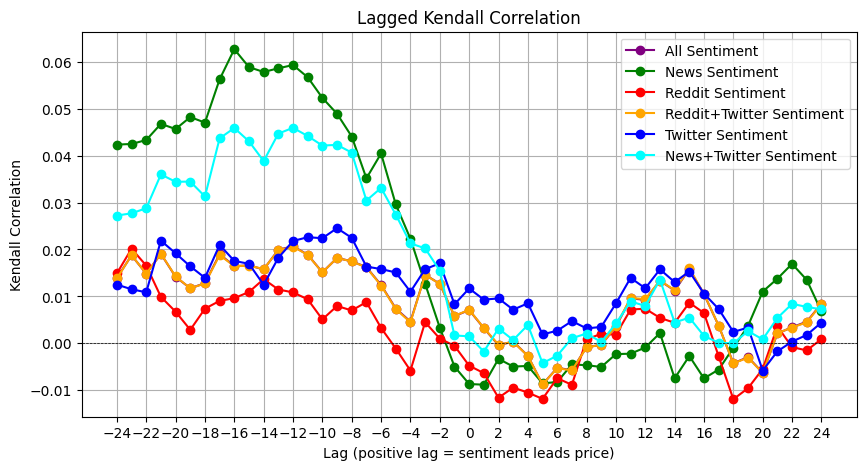 Lagged Kendall Correlation
All Sentiment
News Sentiment
Reddit Sentiment
Reddit+Twitter Sentiment
Twitter Sentiment
News+Twitter Sentiment
Kendall Correlation
0.06
0.05
0.04
0.03
0.02
0.01
0.00
−0.01
−24 −22 −20 −18 −16 −14 −12 −10 −8 −6 −4 −2 0 2 4 6 8 10 12 14 16 18 20 22 24
Lag (positive lag = sentiment leads price)